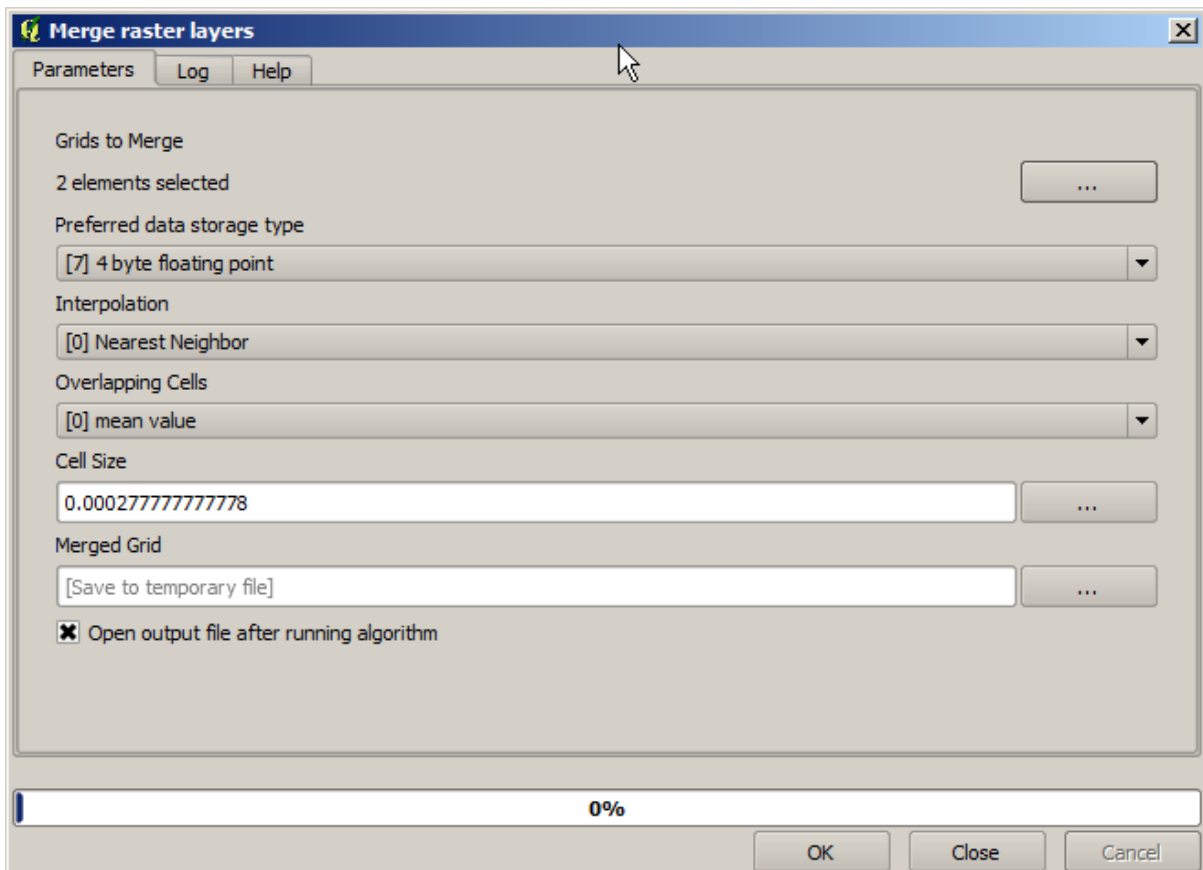 Merge raster layers
Parameters Log Help
Grids to Merge
2 elements selected ...
Preferred data storage type
[7] 4 byte floating point
Interpolation
[0] Nearest Neighbor
Overlapping Cells
[0] mean value
Cell Size
0.000277777777778 ...
Merged Grid
[Save to temporary file] ...
Open output file after running algorithm
0%
OK Close Cancel